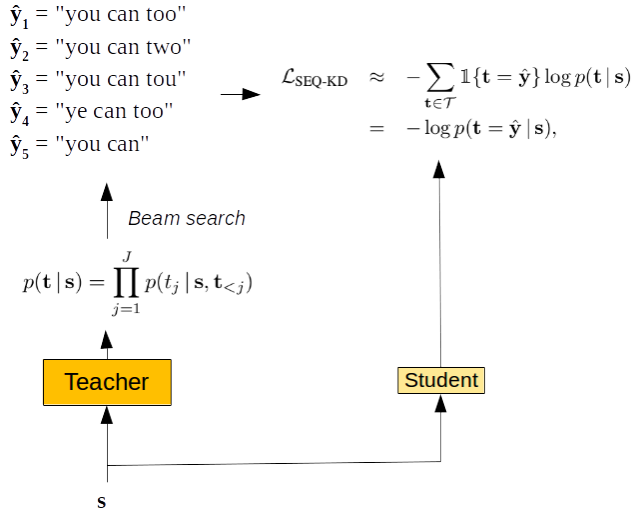 ŷ₁ = "you can too"
ŷ₂ = "you can two"
ŷ₃ = "you can tou"
ŷ₄ = "ye can too"
ŷ₅ = "you can"
ℒ_SEQ-KD ≈ −∑_{t∈𝒯} 𝟙{t = ŷ} log p(t | s)
= −log p(t = ŷ | s),
Beam search
p(t | s) = ∏_{j=1}^{J} p(t_j | s, t_{<j})
Teacher
Student
s